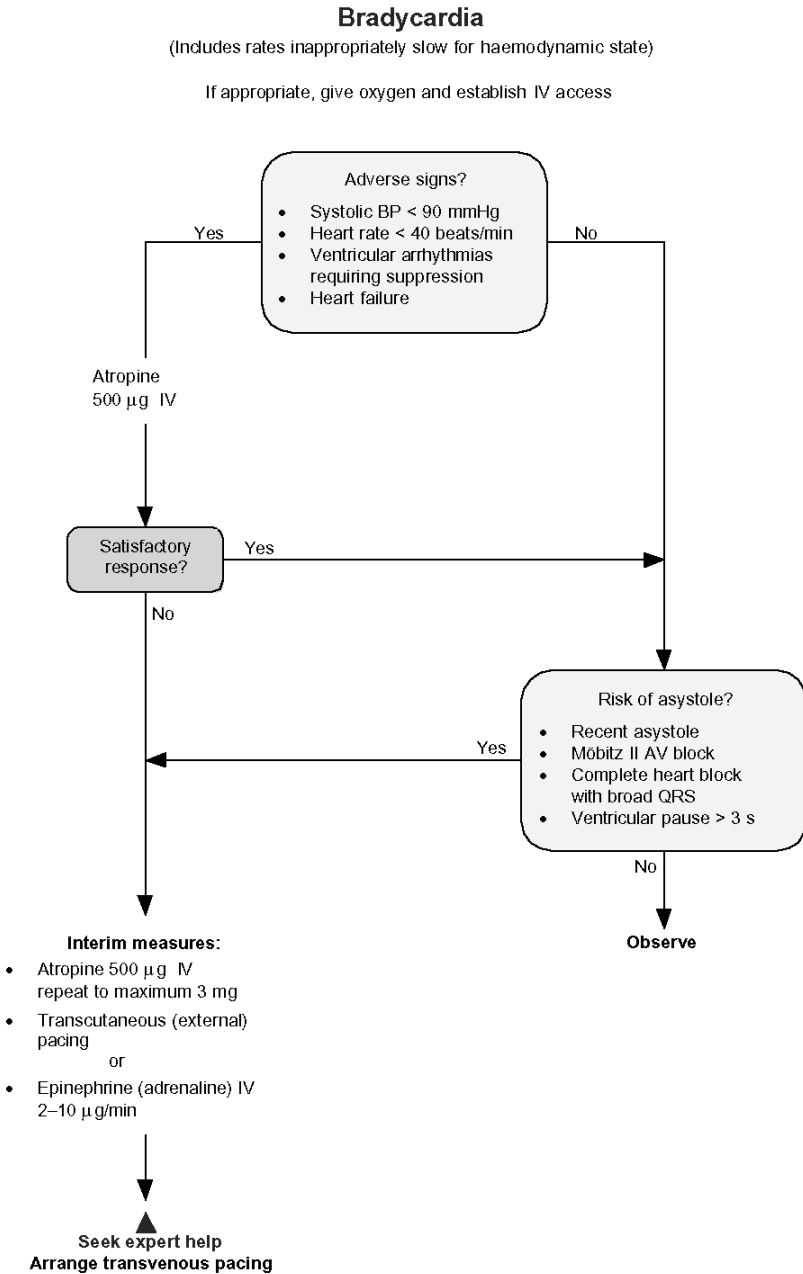 Bradycardia
(Includes rates inappropriately slow for haemodynamic state)
If appropriate, give oxygen and establish IV access
Adverse signs?
• Systolic BP < 90 mmHg
• Heart rate < 40 beats/min
• Ventricular arrhythmias
requiring suppression
• Heart failure
Yes
No
Atropine
500 μg IV
Satisfactory
response?
Yes
No
Risk of asystole?
• Recent asystole
• Möbitz II AV block
• Complete heart block
with broad QRS
• Ventricular pause > 3 s
Yes
No
Interim measures:
• Atropine 500 μg IV
repeat to maximum 3 mg
• Transcutaneous (external)
pacing
or
• Epinephrine (adrenaline) IV
2–10 μg/min
Observe
Seek expert help
Arrange transvenous pacing